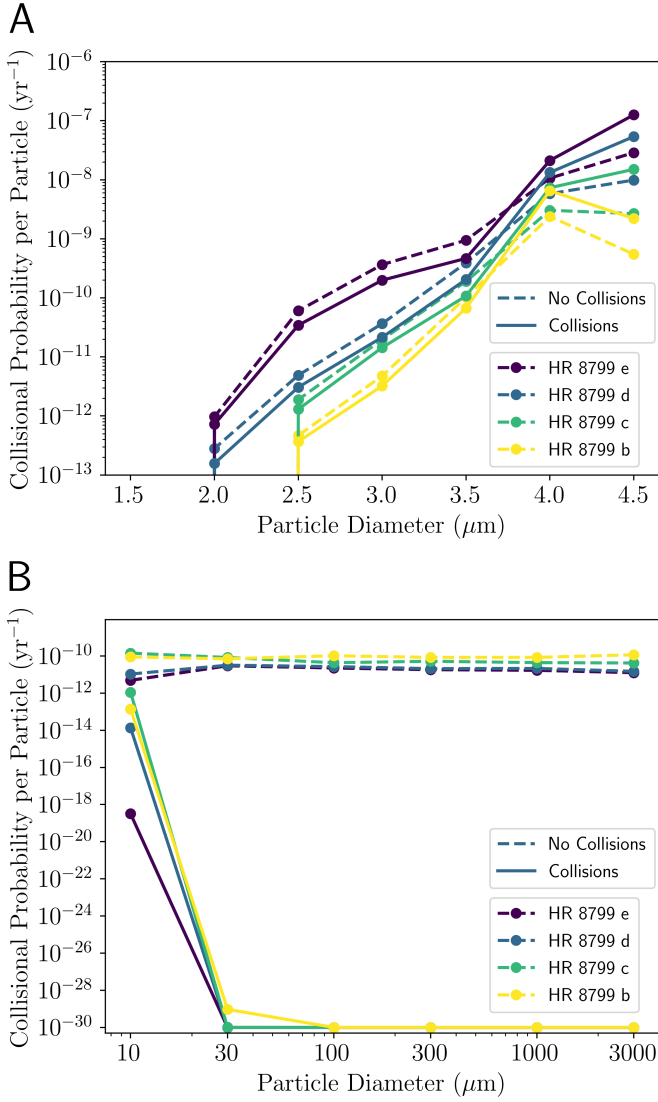 A
Collisional Probability per Particle (yr⁻¹)
10⁻⁶
10⁻⁷
10⁻⁸
10⁻⁹
10⁻¹⁰
10⁻¹¹
10⁻¹²
10⁻¹³
No Collisions
Collisions
HR 8799 e
HR 8799 d
HR 8799 c
HR 8799 b
1.5 2.0 2.5 3.0 3.5 4.0 4.5
Particle Diameter (μm)
B
Collisional Probability per Particle (yr⁻¹)
10⁻¹⁰
10⁻¹²
10⁻¹⁴
10⁻¹⁶
10⁻¹⁸
10⁻²⁰
10⁻²²
10⁻²⁴
10⁻²⁶
10⁻²⁸
10⁻³⁰
No Collisions
Collisions
HR 8799 e
HR 8799 d
HR 8799 c
HR 8799 b
10 30 100 300 1000 3000
Particle Diameter (μm)